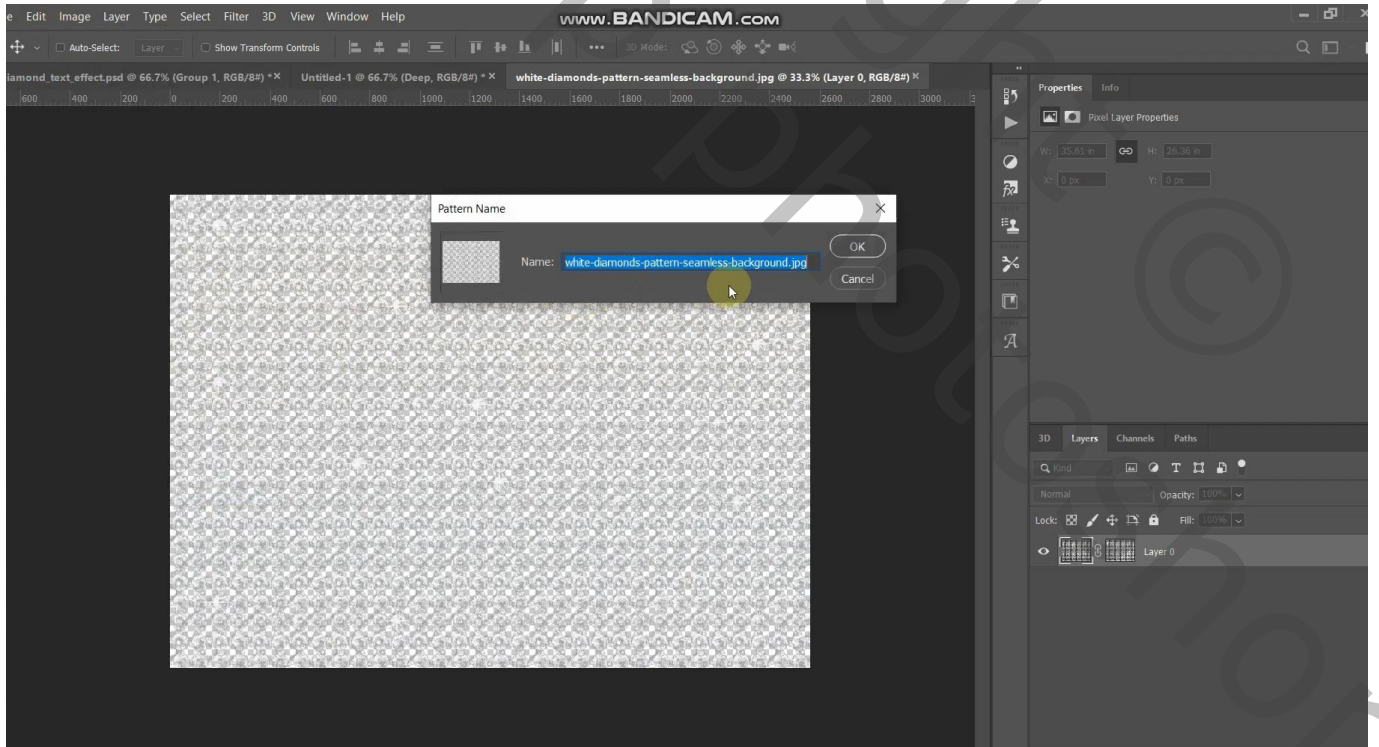 e Edit Image Layer Type Select Filter 3D View Window Help
www.BANDICAM.com
Auto-Select: Layer Show Transform Controls 3D Mode:
iamond_text_effect.psd @ 66.7% (Group 1, RGB/8#) * × Untitled-1 @ 66.7% (Deep, RGB/8#) * × white-diamonds-pattern-seamless-background.jpg @ 33.3% (Layer 0, RGB/8#) ×
600 400 200 0 200 400 600 800 1000 1200 1400 1600 1800 2000 2200 2400 2600 2800 3000 3
Properties Info
Pixel Layer Properties
W: 35.61 in H: 26.36 in
X: 0 px Y: 0 px
Pattern Name
Name: white-diamonds-pattern-seamless-background.jpg
OK
Cancel
3D Layers Channels Paths
Kind
Normal Opacity: 100%
Lock: Fill: 100%
Layer 0